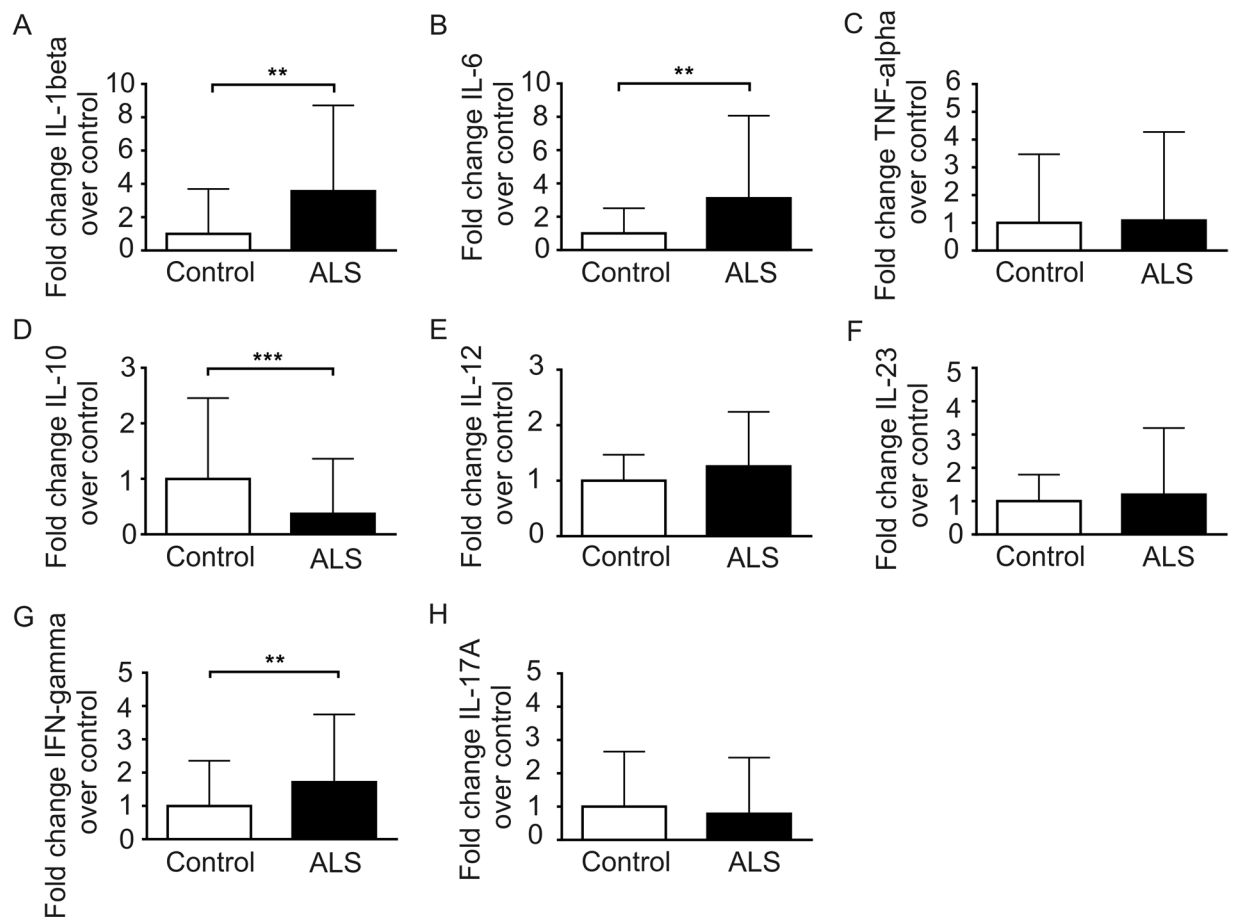 A
Fold change IL-1beta
over control
10
8
6
4
2
0
**
Control
ALS
B
Fold change IL-6
over control
10
8
6
4
2
0
**
Control
ALS
C
Fold change TNF-alpha
over control
6
5
4
3
2
1
0
Control
ALS
D
Fold change IL-10
over control
3
2
1
0
***
Control
ALS
E
Fold change IL-12
over control
3
2
1
0
Control
ALS
F
Fold change IL-23
over control
5
4
3
2
1
0
Control
ALS
G
Fold change IFN-gamma
over control
5
4
3
2
1
0
**
Control
ALS
H
Fold change IL-17A
over control
5
4
3
2
1
0
Control
ALS